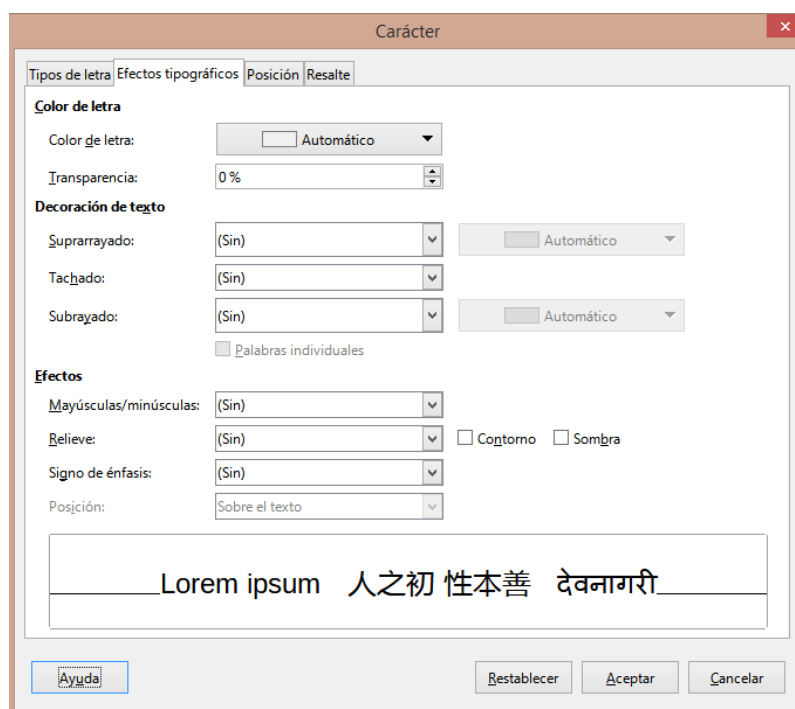 Carácter
Tipos de letra Efectos tipográficos Posición Resalte
Color de letra
Color de letra: Automático
Transparencia: 0 %
Decoración de texto
Suprarrayado: (Sin) Automático
Tachado: (Sin)
Subrayado: (Sin) Automático
Palabras individuales
Efectos
Mayúsculas/minúsculas: (Sin)
Relieve: (Sin) Contorno Sombra
Signo de énfasis: (Sin)
Posición: Sobre el texto
Lorem ipsum 人之初 性本善 देवनागरी
Ayuda Restablecer Aceptar Cancelar